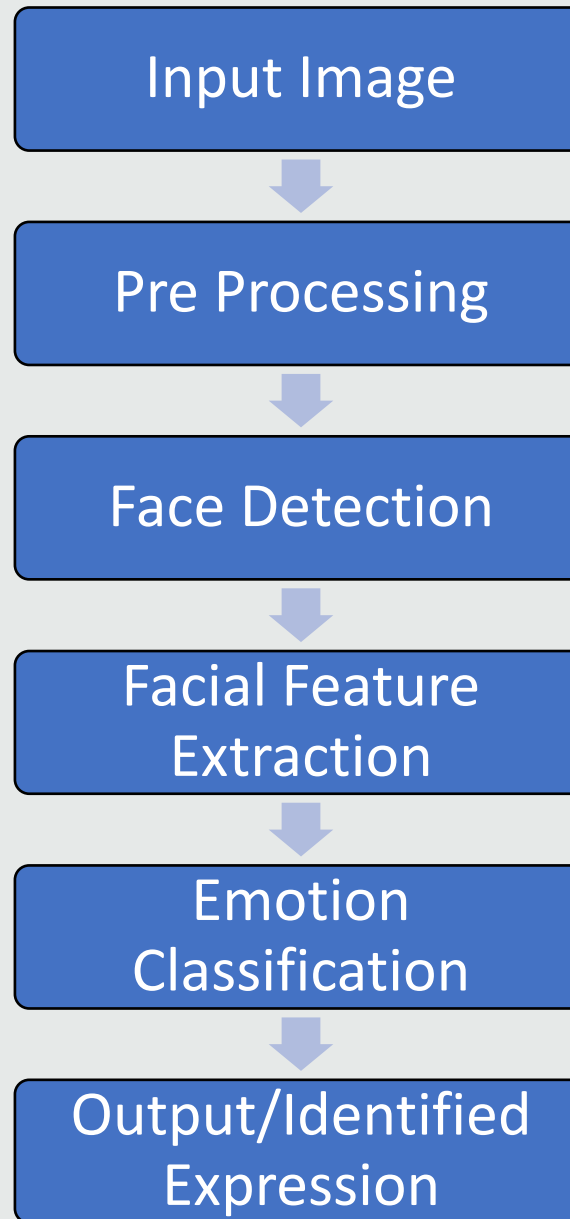 Input Image
Pre Processing
Face Detection
Facial Feature
Extraction
Emotion
Classification
Output/Identified
Expression